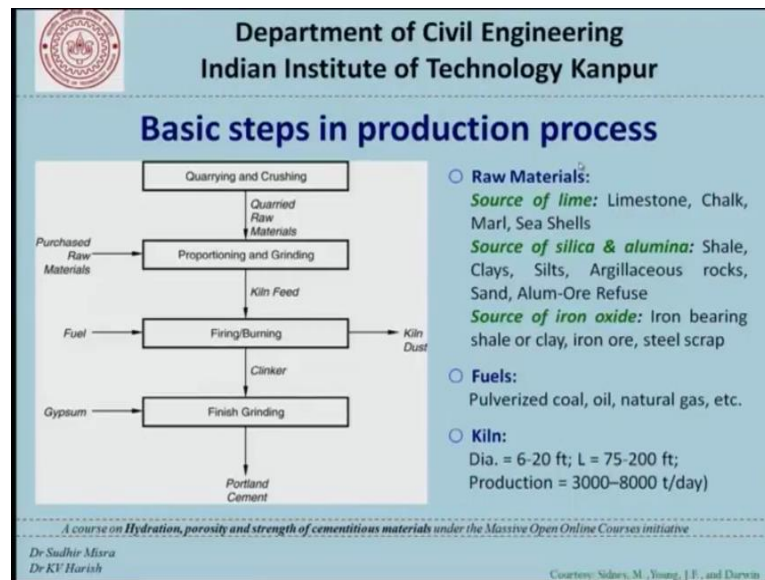 Department of Civil Engineering
Indian Institute of Technology Kanpur
Basic steps in production process
Quarrying and Crushing
Quarried
Raw
Materials
Purchased
Raw
Materials
Proportioning and Grinding
Kiln Feed
Fuel
Firing/Burning
Kiln
Dust
Clinker
Gypsum
Finish Grinding
Portland
Cement
Raw Materials:
Source of lime: Limestone, Chalk,
Marl, Sea Shells
Source of silica & alumina: Shale,
Clays, Silts, Argillaceous rocks,
Sand, Alum-Ore Refuse
Source of iron oxide: Iron bearing
shale or clay, iron ore, steel scrap
Fuels:
Pulverized coal, oil, natural gas, etc.
Kiln:
Dia. = 6-20 ft; L = 75-200 ft;
Production = 3000–8000 t/day)
A course on Hydration, porosity and strength of cementitious materials under the Massive Open Online Courses initiative
Dr Sudhir Misra
Dr KV Harish
Courtesy: Sidney, M., Young, J.F., and Darwin